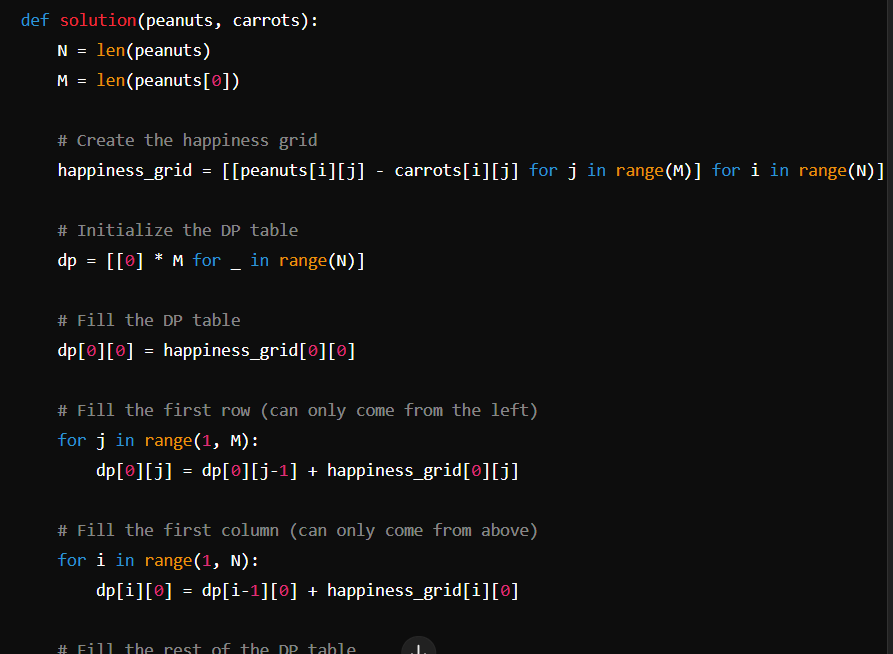 def solution(peanuts, carrots):
    N = len(peanuts)
    M = len(peanuts[0])

    # Create the happiness grid
    happiness_grid = [[peanuts[i][j] - carrots[i][j] for j in range(M)] for i in range(N)]

    # Initialize the DP table
    dp = [[0] * M for _ in range(N)]

    # Fill the DP table
    dp[0][0] = happiness_grid[0][0]

    # Fill the first row (can only come from the left)
    for j in range(1, M):
        dp[0][j] = dp[0][j-1] + happiness_grid[0][j]

    # Fill the first column (can only come from above)
    for i in range(1, N):
        dp[i][0] = dp[i-1][0] + happiness_grid[i][0]

    # Fill the rest of the DP table